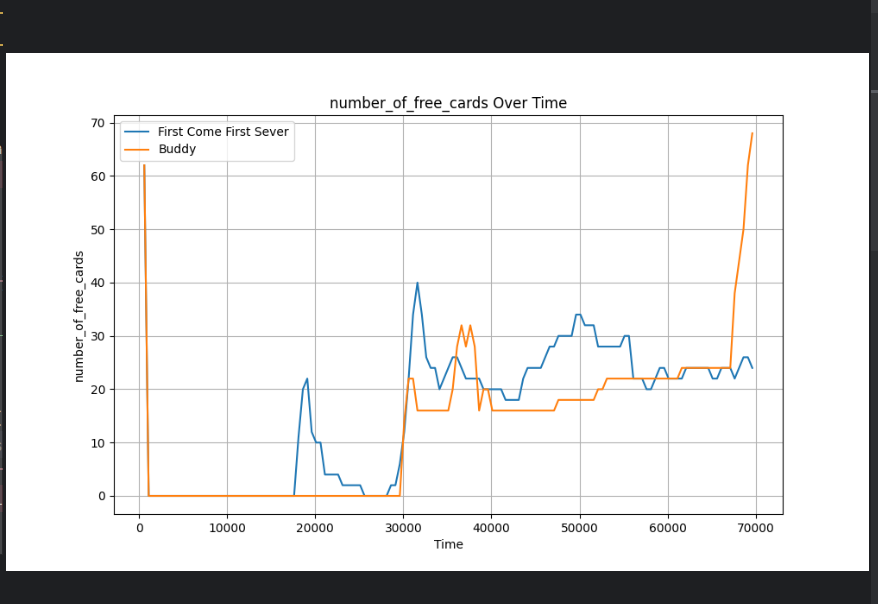 number_of_free_cards Over Time
First Come First Sever
Buddy
70
60
50
40
30
20
10
0
number_of_free_cards
0 10000 20000 30000 40000 50000 60000 70000
Time